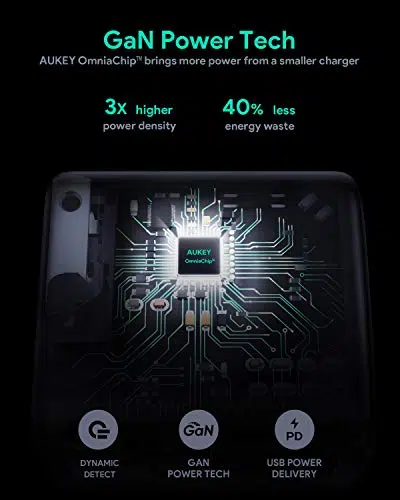 GaN Power Tech
AUKEY OmniaChip™ brings more power from a smaller charger
3x higher
power density
40% less
energy waste
AUKEY
OmniaChip™
GaN
PD
DYNAMIC
DETECT
GAN
POWER TECH
USB POWER
DELIVERY